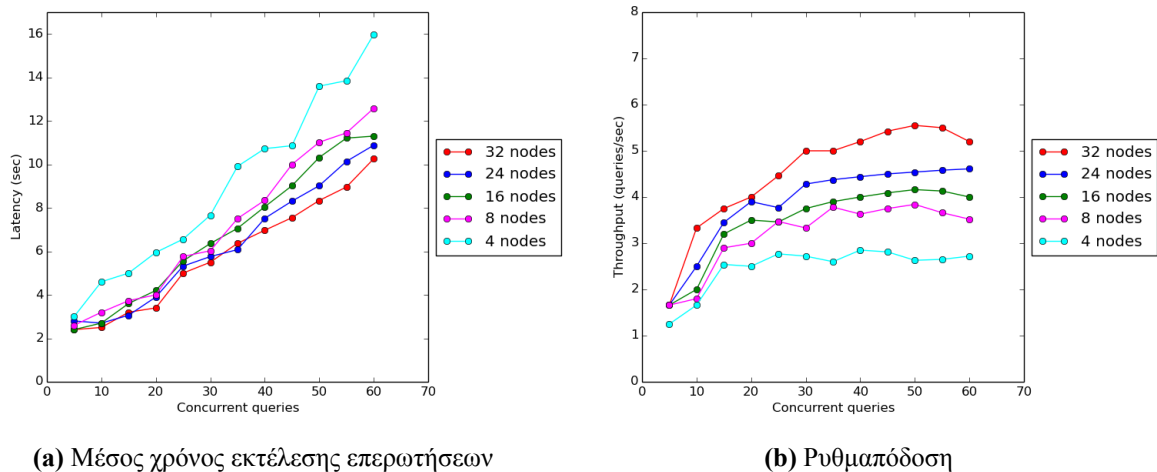 16
14
12
10
8
6
4
2
0
Latency (sec)
0 10 20 30 40 50 60 70
Concurrent queries
32 nodes
24 nodes
16 nodes
8 nodes
4 nodes
(a) Μέσος χρόνος εκτέλεσης επερωτήσεων
8
7
6
5
4
3
2
1
0
Throughput (queries/sec)
0 10 20 30 40 50 60 70
Concurrent queries
32 nodes
24 nodes
16 nodes
8 nodes
4 nodes
(b) Ρυθμαπόδοση